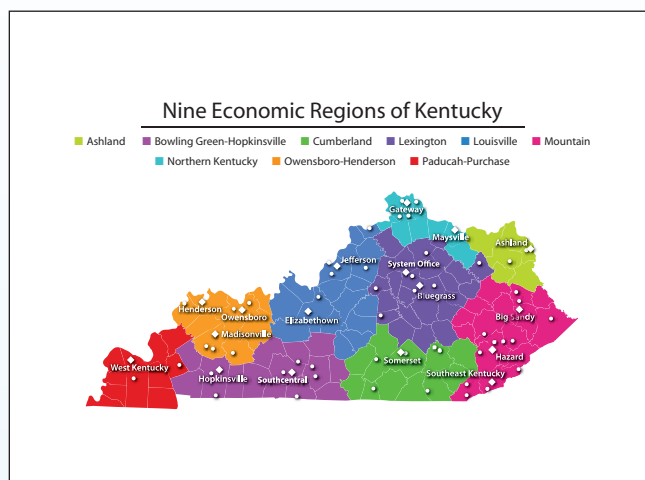 Nine Economic Regions of Kentucky
Ashland Bowling Green-Hopkinsville Cumberland Lexington Louisville Mountain
Northern Kentucky Owensboro-Henderson Paducah-Purchase
Gateway
Maysville
Ashland
Jefferson
System Office
Bluegrass
Henderson
Owensboro
Elizabethtown
Big Sandy
Madisonville
Hazard
West Kentucky
Somerset
Hopkinsville
Southcentral
Southeast Kentucky